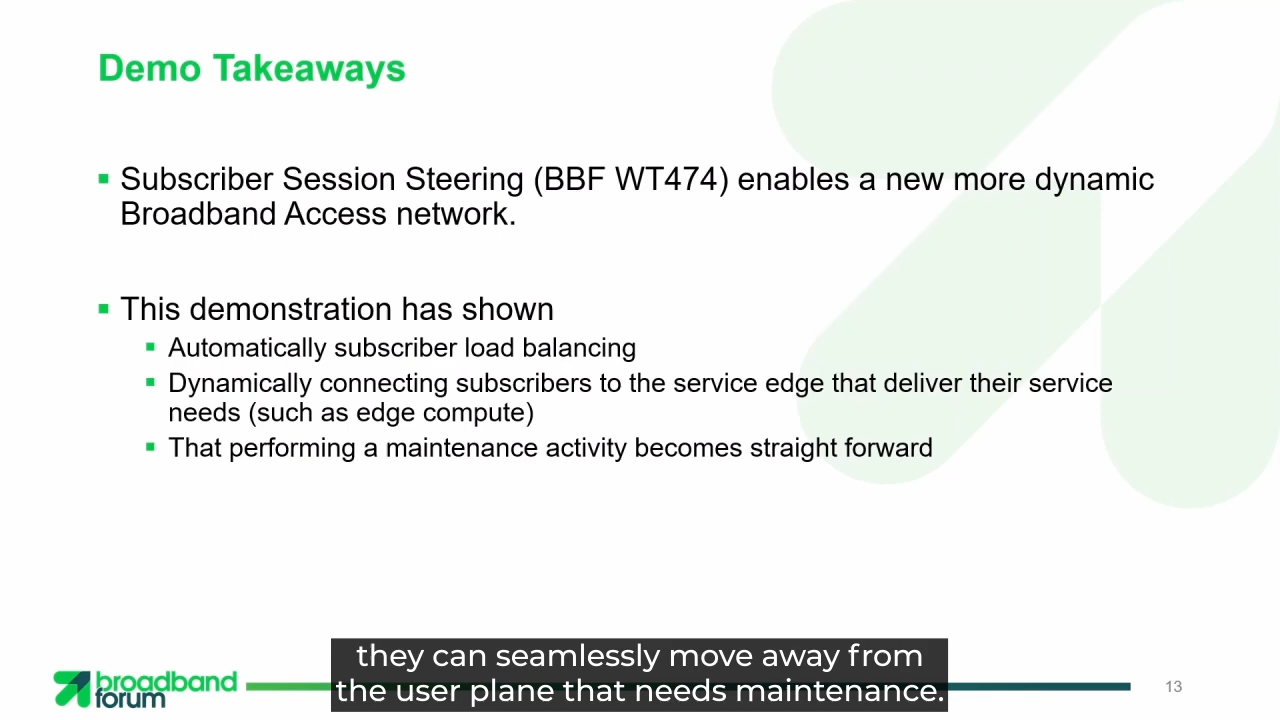 Demo Takeaways
Subscriber Session Steering (BBF WT474) enables a new more dynamic
Broadband Access network.
This demonstration has shown
Automatically subscriber load balancing
Dynamically connecting subscribers to the service edge that deliver their service
needs (such as edge compute)
That performing a maintenance activity becomes straight forward
they can seamlessly move away from
the user plane that needs maintenance.
broadband
forum
13